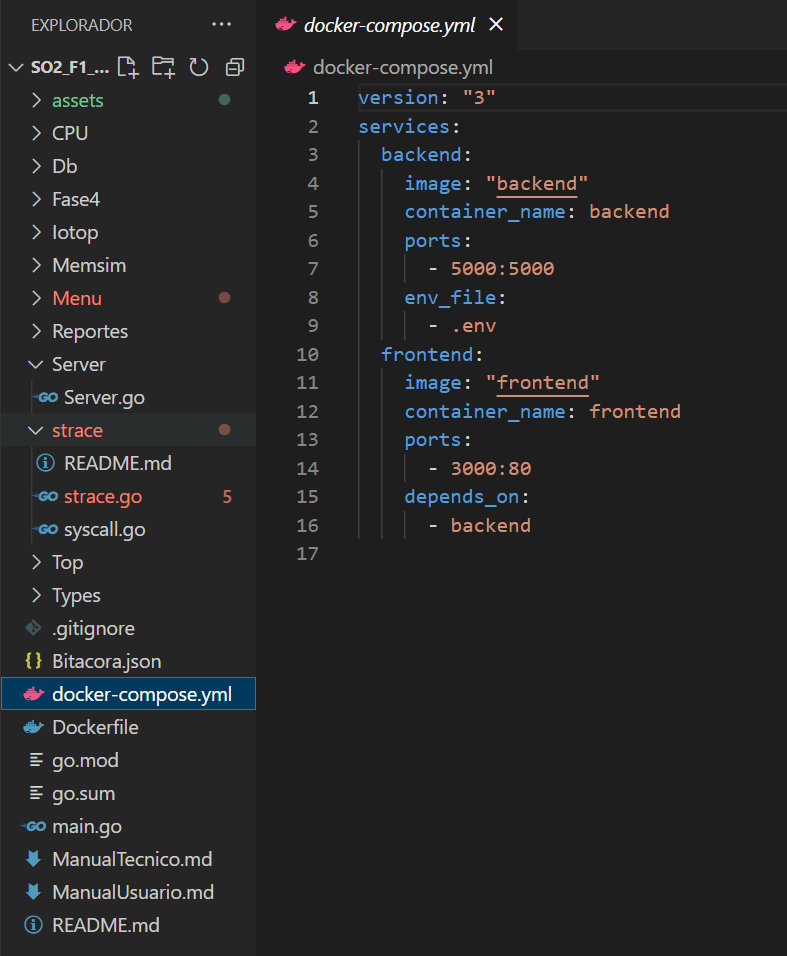 EXPLORADOR
SO2_F1_...
assets
CPU
Db
Fase4
Iotop
Memsim
Menu
Reportes
Server
GO Server.go
strace
README.md
GO strace.go 5
GO syscall.go
Top
Types
.gitignore
{} Bitacora.json
docker-compose.yml
Dockerfile
go.mod
go.sum
GO main.go
ManualTecnico.md
ManualUsuario.md
README.md
docker-compose.yml
docker-compose.yml
1 version: "3"
2 services:
3 backend:
4 image: "backend"
5 container_name: backend
6 ports:
7 - 5000:5000
8 env_file:
9 - .env
10 frontend:
11 image: "frontend"
12 container_name: frontend
13 ports:
14 - 3000:80
15 depends_on:
16 - backend
17